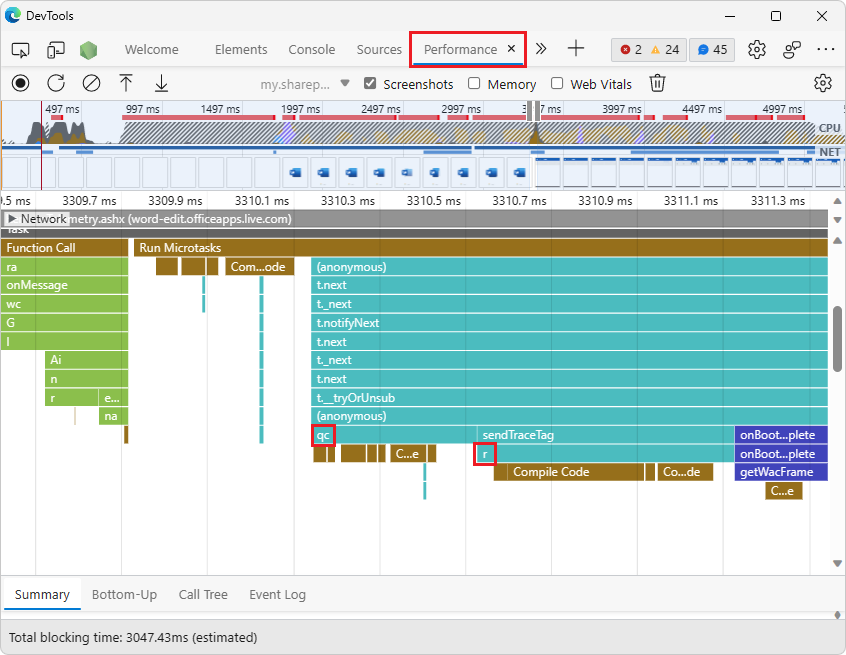 DevTools
Welcome Elements Console Sources Performance 2 24 45
my.sharep... Screenshots Memory Web Vitals
497 ms 997 ms 1497 ms 1997 ms 2497 ms 2997 ms 3997 ms 4497 ms 4997 ms
CPU
NET
9.5 ms 3309.7 ms 3309.9 ms 3310.1 ms 3310.3 ms 3310.5 ms 3310.7 ms 3310.9 ms 3311.1 ms 3311.3 ms
Network metry.ashx (word-edit.officeapps.live.com)
Task
Function Call Run Microtasks
ra Com...ode (anonymous)
onMessage t.next
wc t._next
G t.notifyNext
l t.next
Ai t._next
n t.next
r e... t.__tryOrUnsub
na (anonymous)
qc sendTraceTag onBoot...plete
C...e r onBoot...plete
Compile Code Co...de getWacFrame
C...e
Summary Bottom-Up Call Tree Event Log
Total blocking time: 3047.43ms (estimated)